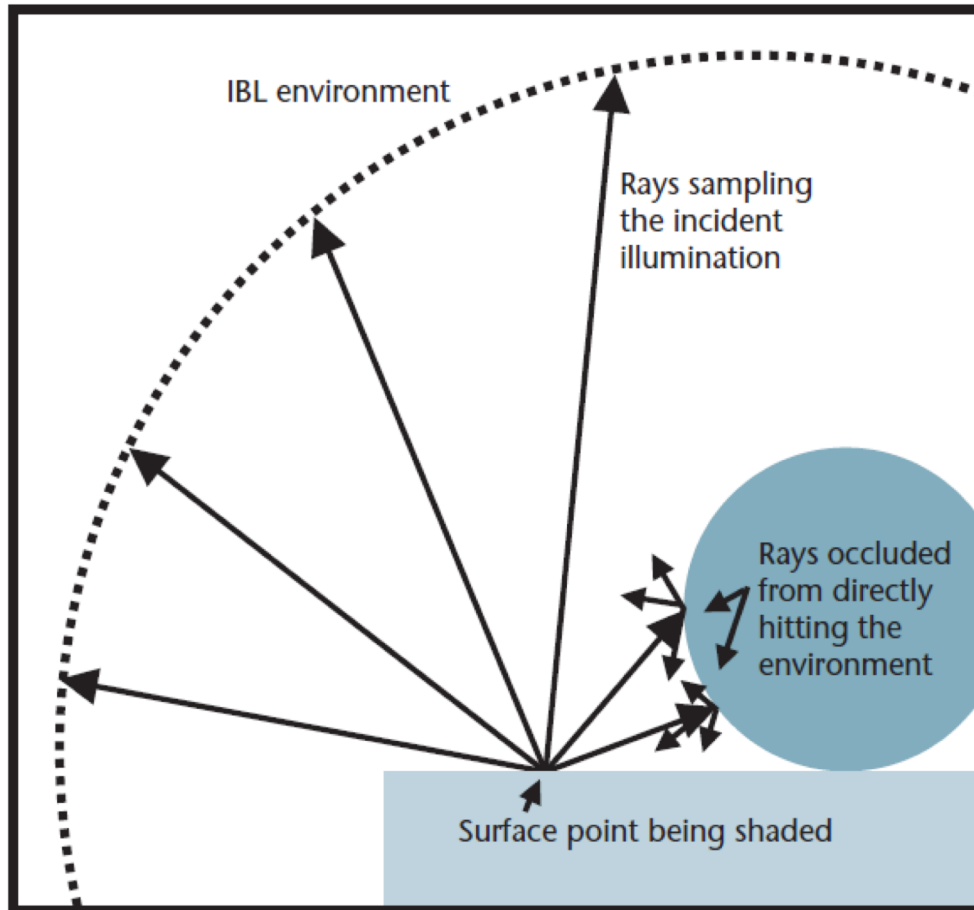 IBL environment
Rays sampling
the incident
illumination
Rays occluded
from directly
hitting the
environment
Surface point being shaded